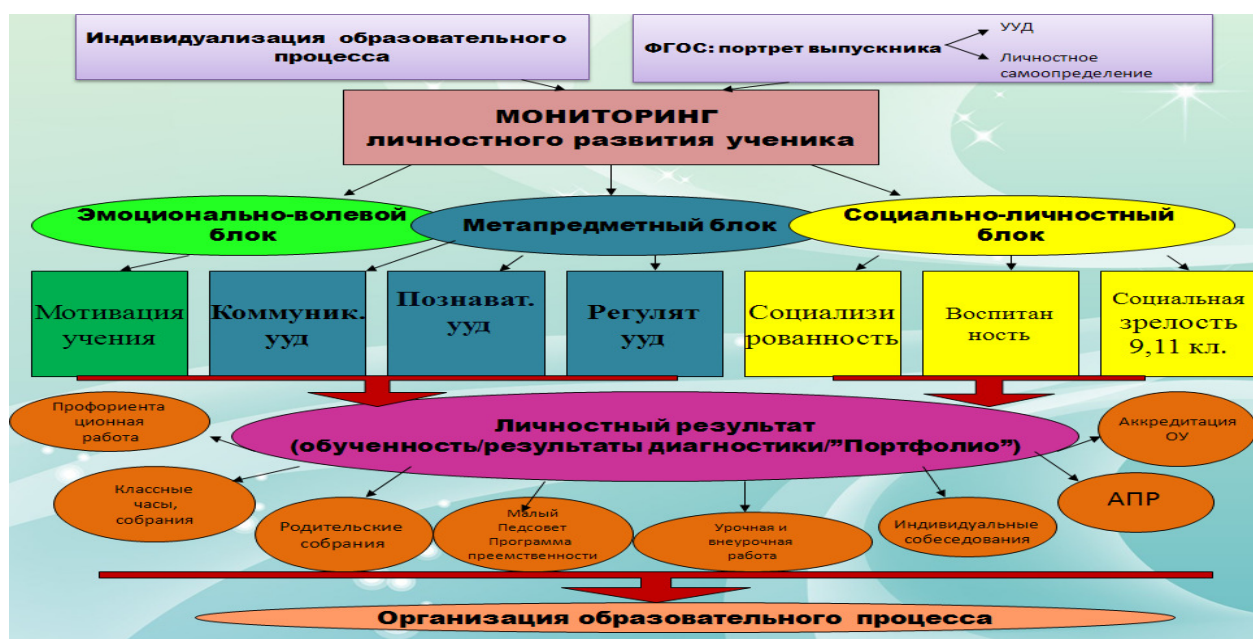 Индивидуализация образовательного
процесса
ФГОС: портрет выпускника
УУД
Личностное
самоопределение
МОНИТОРИНГ
личностного развития ученика
Эмоционально-волевой
блок
Метапредметный блок
Социально-личностный
блок
Мотивация
учения
Коммуник.
ууд
Познават.
ууд
Регулят
ууд
Социализи
рованность
Воспитан
ность
Социальная
зрелость
9,11 кл.
Личностный результат
(обученность/результаты диагностики/”Портфолио”)
Профориента
ционная
работа
Классные
часы,
собрания
Родительские
собрания
Малый
Педсовет
Программа
преемственности
Урочная и
внеурочная
работа
Индивидуальные
собеседования
АПР
Аккредитация
ОУ
Организация образовательного процесса